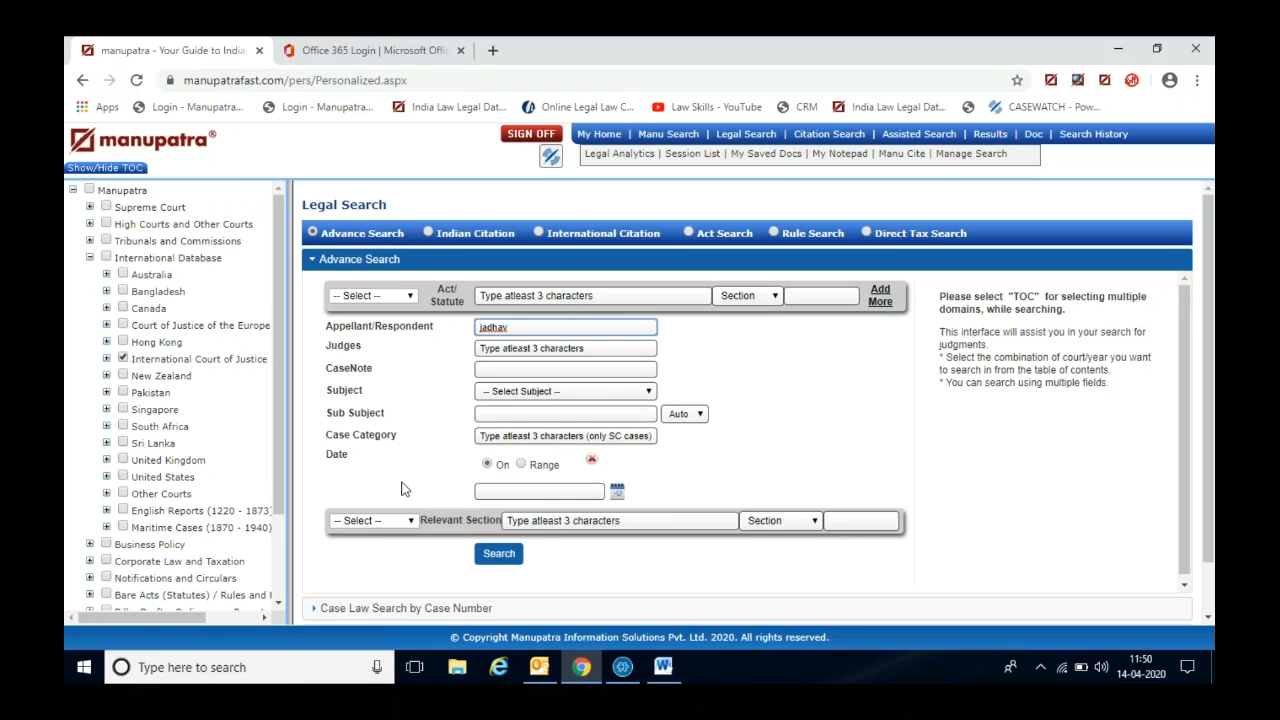 manupatra - Your Guide to India
Office 365 Login | Microsoft Offic
manupatrafast.com/pers/Personalized.aspx
Apps
Login - Manupatra...
Login - Manupatra...
India Law Legal Dat...
Online Legal Law C...
Law Skills - YouTube
CRM
India Law Legal Dat...
CASEWATCH - Pow...
manupatra®
SIGN OFF
My Home | Manu Search | Legal Search | Citation Search | Assisted Search | Results | Doc | Search History
Legal Analytics | Session List | My Saved Docs | My Notepad | Manu Cite | Manage Search
Show/Hide TOC
Manupatra
Supreme Court
High Courts and Other Courts
Tribunals and Commissions
International Database
Australia
Bangladesh
Canada
Court of Justice of the Europe
Hong Kong
International Court of Justice
New Zealand
Pakistan
Singapore
South Africa
Sri Lanka
United Kingdom
United States
Other Courts
English Reports (1220 - 1873)
Maritime Cases (1870 - 1940)
Business Policy
Corporate Law and Taxation
Notifications and Circulars
Bare Acts (Statutes) / Rules and
Legal Search
Advance Search
Indian Citation
International Citation
Act Search
Rule Search
Direct Tax Search
Advance Search
-- Select --
Act/
Statute
Type atleast 3 characters
Section
Add
More
Appellant/Respondent
jadhav
Judges
Type atleast 3 characters
CaseNote
Subject
-- Select Subject --
Sub Subject
Auto
Case Category
Type atleast 3 characters (only SC cases)
Date
On
Range
-- Select --
Relevant Section
Type atleast 3 characters
Section
Search
Please select "TOC" for selecting multiple
domains, while searching.
This interface will assist you in your search for
judgments.
* Select the combination of court/year you want
to search in from the table of contents.
* You can search using multiple fields.
Case Law Search by Case Number
© Copyright Manupatra Information Solutions Pvt. Ltd. 2020. All rights reserved.
Type here to search
11:50
14-04-2020